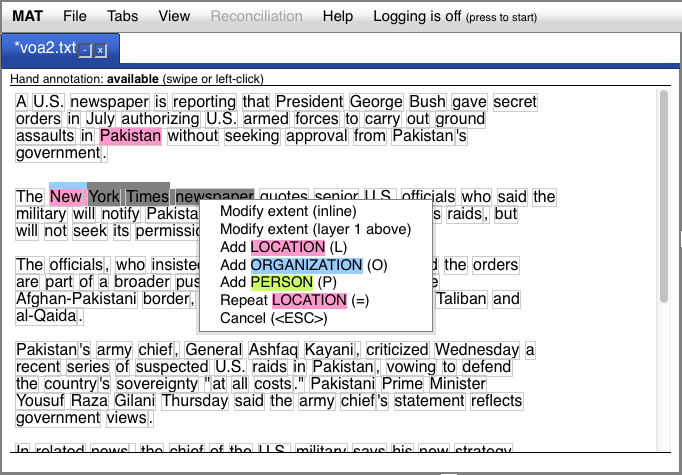 MAT File Tabs View Reconciliation Help Logging is off (press to start)
*voa2.txt - x
Hand annotation: available (swipe or left-click)
A U.S. newspaper is reporting that President George Bush gave secret
orders in July authorizing U.S. armed forces to carry out ground
assaults in Pakistan without seeking approval from Pakistan's
government.
The New York Times newspaper quotes senior U.S. officials who said the
military will notify Pakista s raids, but
will not seek its permissio
The officials, who insiste d the orders
are part of a broader pus e
Afghan-Pakistani border, Taliban and
al-Qaida.
Modify extent (inline)
Modify extent (layer 1 above)
Add LOCATION (L)
Add ORGANIZATION (O)
Add PERSON (P)
Repeat LOCATION (=)
Cancel (<ESC>)
Pakistan's army chief, General Ashfaq Kayani, criticized Wednesday a
recent series of suspected U.S. raids in Pakistan, vowing to defend
the country's sovereignty "at all costs." Pakistani Prime Minister
Yousuf Raza Gilani Thursday said the army chief's statement reflects
government views.
In related news, the chief of the U.S. military says his new strategy